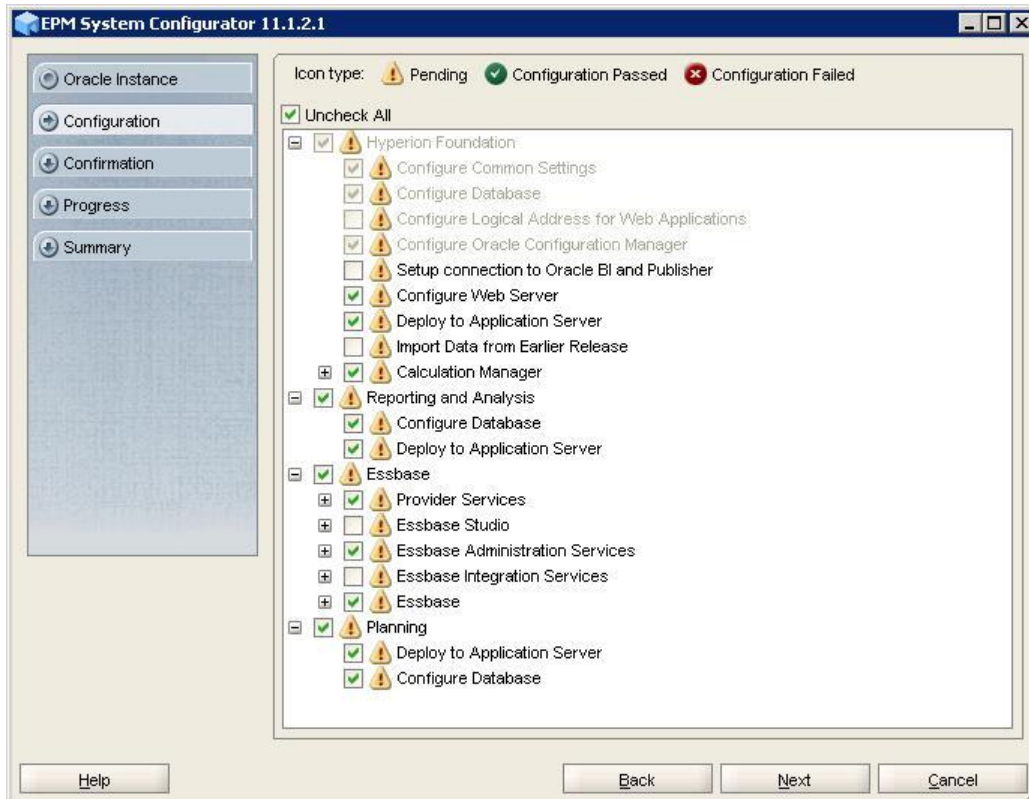 EPM System Configurator 11.1.2.1
Oracle Instance
Configuration
Confirmation
Progress
Summary
Icon type: Pending Configuration Passed Configuration Failed
Uncheck All
Hyperion Foundation
Configure Common Settings
Configure Database
Configure Logical Address for Web Applications
Configure Oracle Configuration Manager
Setup connection to Oracle BI and Publisher
Configure Web Server
Deploy to Application Server
Import Data from Earlier Release
Calculation Manager
Reporting and Analysis
Configure Database
Deploy to Application Server
Essbase
Provider Services
Essbase Studio
Essbase Administration Services
Essbase Integration Services
Essbase
Planning
Deploy to Application Server
Configure Database
Help Back Next Cancel